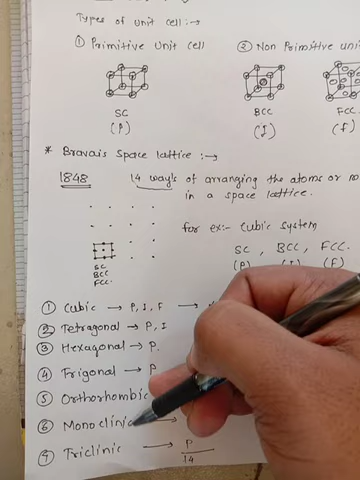 Types of unit cell :→
① Primitive Unit cell ② Non Primitive
SC BCC FCC
(P) (I) (F)
* Bravais Space lattice :→
1848 14 ways of arranging the atoms or
in a space lattice.
for ex:- Cubic System
SC , BCC , FCC.
(P) (I) (F)
SC
BCC
FCC.
① Cubic → P, I, F →
② Tetragonal → P, I
③ Hexagonal → P.
④ Trigonal → P
⑤ Orthorhombic
⑥ Monoclinic →
⑦ Triclinic → P
14